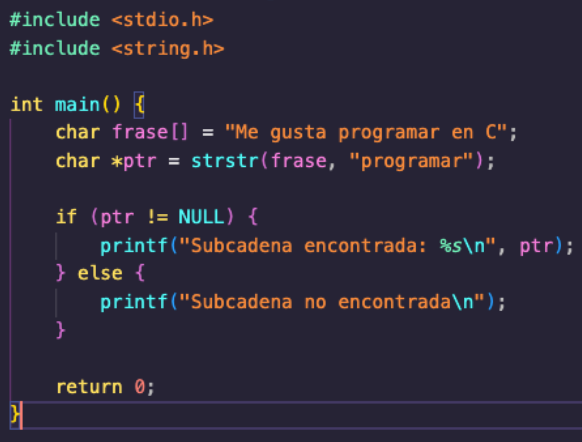 #include <stdio.h>
#include <string.h>
int main() {
char frase[] = "Me gusta programar en C";
char *ptr = strstr(frase, "programar");
if (ptr != NULL) {
printf("Subcadena encontrada: %s\n", ptr);
} else {
printf("Subcadena no encontrada\n");
}
return 0;
}